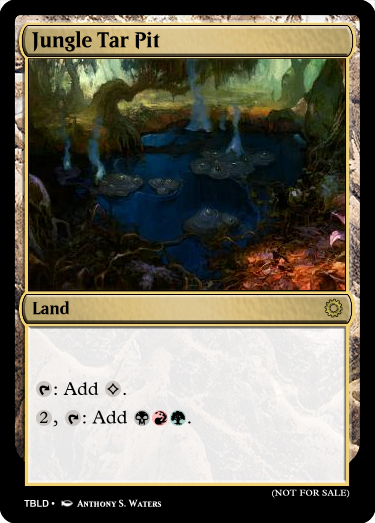 Jungle Tar Pit
Land
: Add .
2, : Add .
(NOT FOR SALE)
TBLD • Anthony S. Waters